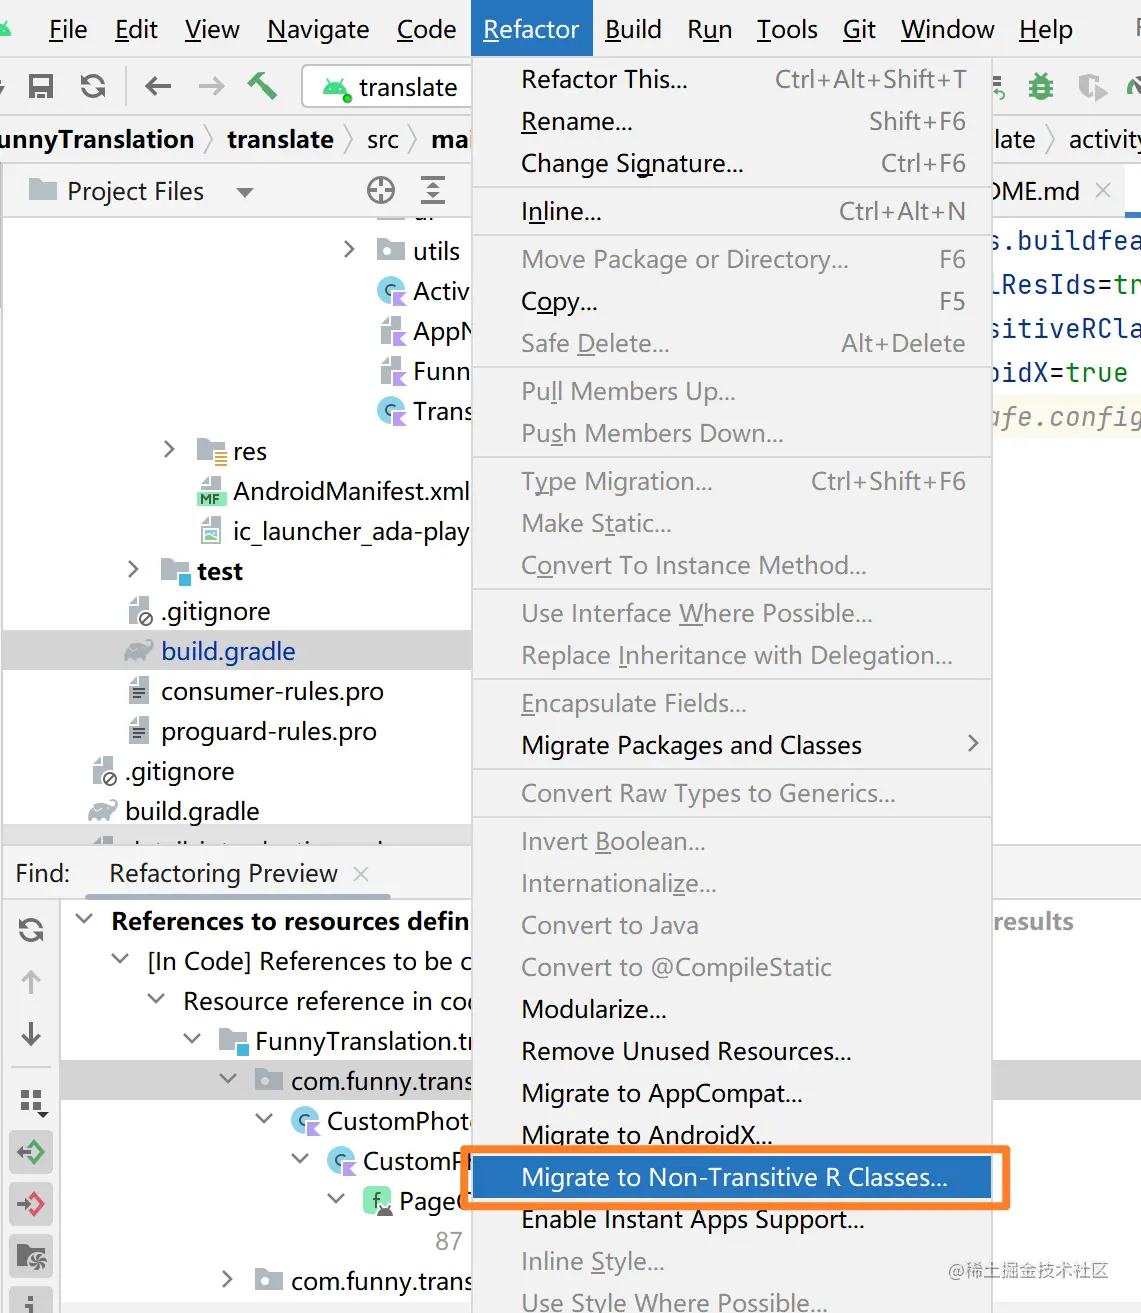 File Edit View Navigate Code Refactor Build Run Tools Git Window Help
translate
unnyTranslation translate src mai
late activity
Project Files
OME.md
utils
Activ
AppN
Funn
Trans
res
AndroidManifest.xml
MF
ic_launcher_ada-play
test
.gitignore
build.gradle
consumer-rules.pro
proguard-rules.pro
.gitignore
build.gradle
Refactor This... Ctrl+Alt+Shift+T
Rename... Shift+F6
Change Signature... Ctrl+F6
Inline... Ctrl+Alt+N
Move Package or Directory... F6
Copy... F5
Safe Delete... Alt+Delete
Pull Members Up...
Push Members Down...
Type Migration... Ctrl+Shift+F6
Make Static...
Convert To Instance Method...
Use Interface Where Possible...
Replace Inheritance with Delegation...
Encapsulate Fields...
Migrate Packages and Classes
Convert Raw Types to Generics...
Invert Boolean...
Internationalize...
Convert to Java
Convert to @CompileStatic
Modularize...
Remove Unused Resources...
Migrate to AppCompat...
Migrate to AndroidX...
Migrate to Non-Transitive R Classes...
Enable Instant Apps Support...
Inline Style...
Use Style Where Possible...
s.buildfea
lResIds=tr
sitiveRCla
oidX=true
afe.config
Find: Refactoring Preview
References to resources defin
results
[In Code] References to be c
Resource reference in co
FunnyTranslation.tr
com.funny.trans
CustomPhoto
CustomPh
PageC
87
com.funny.trans
@稀土掘金技术社区